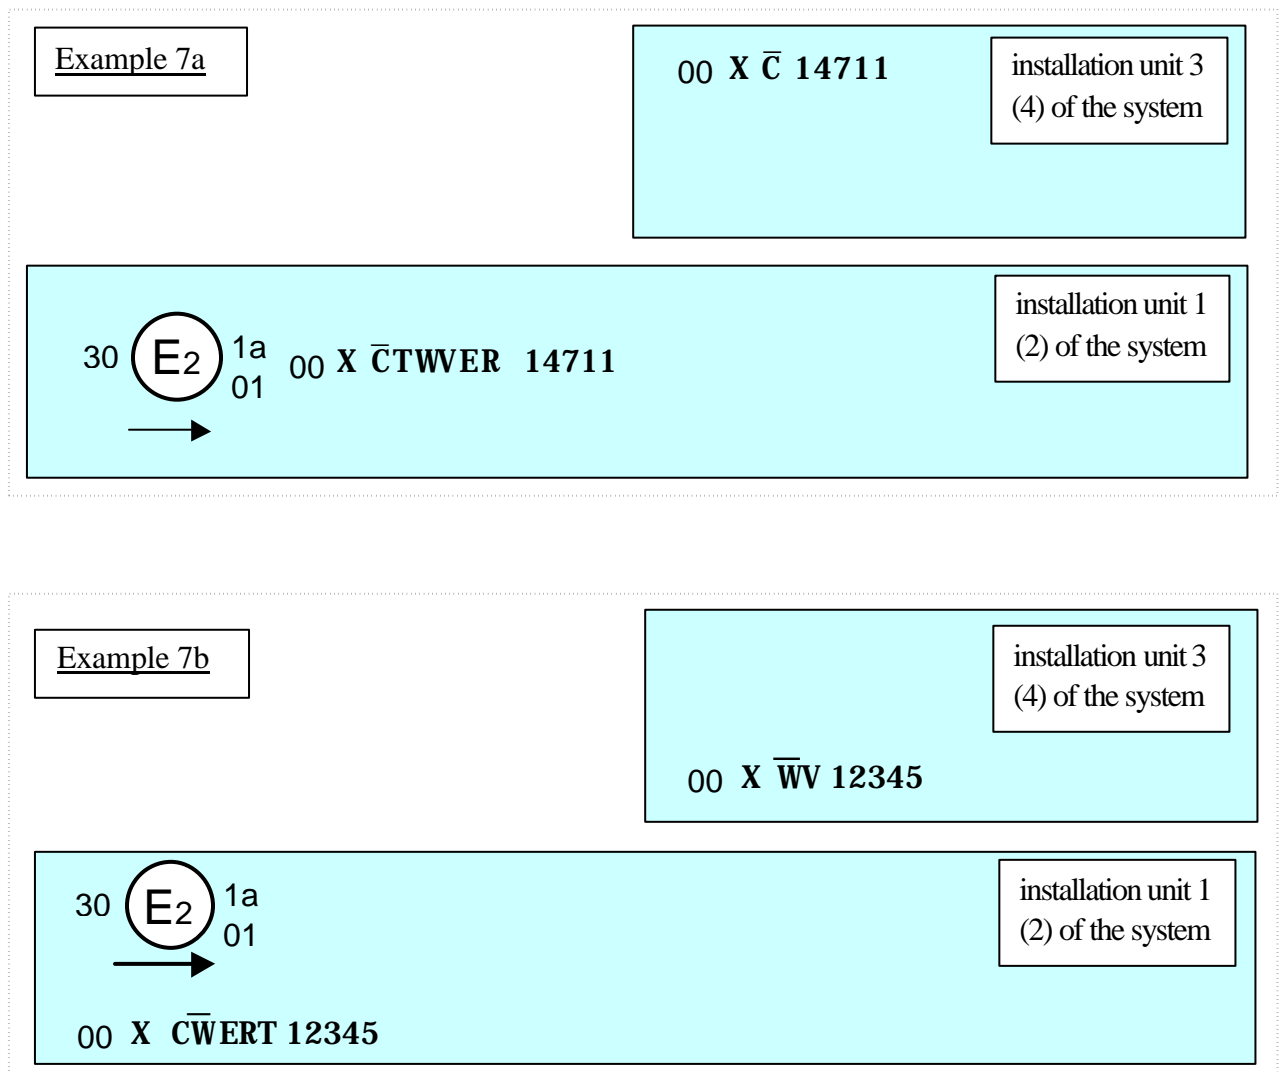 Example 7a
00 X C̅ 14711
installation unit 3
(4) of the system
installation unit 1
(2) of the system
30 E2 1a
01
00 X C̅TWVER 14711
Example 7b
installation unit 3
(4) of the system
00 X W̅V 12345
installation unit 1
(2) of the system
30 E2 1a
01
00 X CW̅ERT 12345